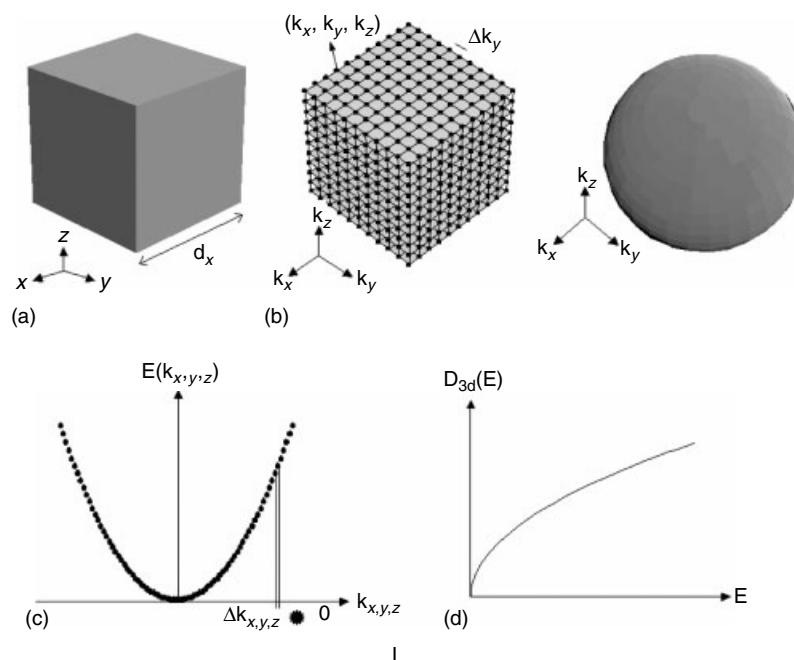 (kx, ky, kz)
Δky
z
x
y
dx
(a)
kz
kx
ky
(b)
kz
kx
ky
E(kx,y,z)
Δkx,y,z
0
kx,y,z
(c)
D3d(E)
E
(d)